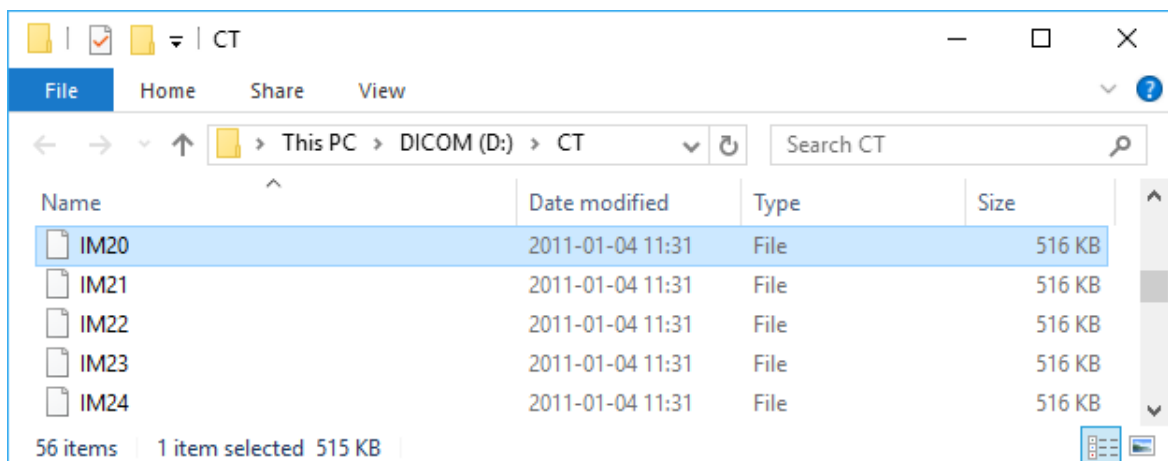 CT
File Home Share View
This PC > DICOM (D:) > CT Search CT
Name Date modified Type Size
IM20 2011-01-04 11:31 File 516 KB
IM21 2011-01-04 11:31 File 516 KB
IM22 2011-01-04 11:31 File 516 KB
IM23 2011-01-04 11:31 File 516 KB
IM24 2011-01-04 11:31 File 516 KB
56 items 1 item selected 515 KB